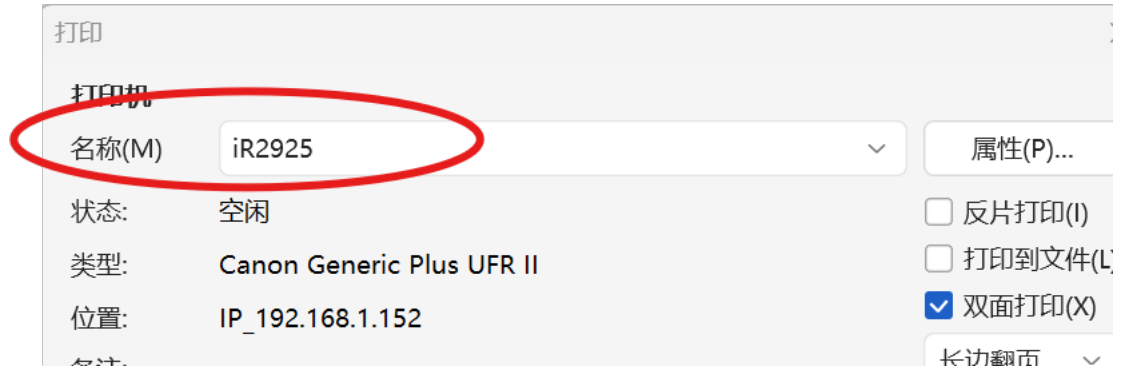 打印
打印机
名称(M) iR2925 属性(P)...
状态: 空闲 反片打印(I)
类型: Canon Generic Plus UFR II 打印到文件(L)
位置: IP_192.168.1.152 双面打印(X)
备注: 长边翻页